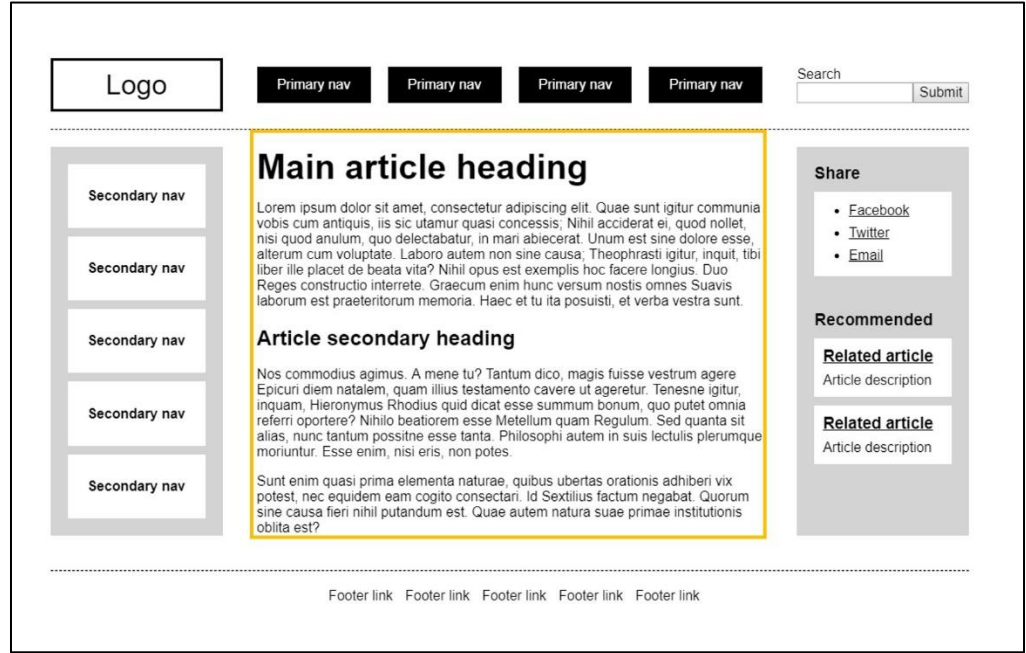 Logo
Primary nav
Primary nav
Primary nav
Primary nav
Search
Submit
Secondary nav
Secondary nav
Secondary nav
Secondary nav
Secondary nav
Main article heading
Lorem ipsum dolor sit amet, consectetur adipiscing elit. Quae sunt igitur communia
vobis cum antiquis, iis sic utamur quasi concessis; Nihil acciderat ei, quod nollet,
nisi quod anulum, quo delectabatur, in mari abiecerat. Unum est sine dolore esse,
alterum cum voluptate. Laboro autem non sine causa; Theophrasti igitur, inquit, tibi
liber ille placet de beata vita? Nihil opus est exemplis hoc facere longius. Duo
Reges constructio interrete. Graecum enim hunc versum nostis omnes Suavis
laborum est praeteritorum memoria. Haec et tu ita posuisti, et verba vestra sunt.
Article secondary heading
Nos commodius agimus. A mene tu? Tantum dico, magis fuisse vestrum agere
Epicuri diem natalem, quam illius testamento cavere ut ageretur. Tenesne igitur,
inquam, Hieronymus Rhodius quid dicat esse summum bonum, quo putet omnia
referri oportere? Nihilo beatiorem esse Metellum quam Regulum. Sed quanta sit
alias, nunc tantum possitne esse tanta. Philosophi autem in suis lectulis plerumque
moriuntur. Esse enim, nisi eris, non potes.
Sunt enim quasi prima elementa naturae, quibus ubertas orationis adhiberi vix
potest, nec equidem eam cogito consectari. Id Sextilius factum negabat. Quorum
sine causa fieri nihil putandum est. Quae autem natura suae primae institutionis
oblita est?
Share
Facebook
Twitter
Email
Recommended
Related article
Article description
Related article
Article description
Footer link Footer link Footer link Footer link Footer link